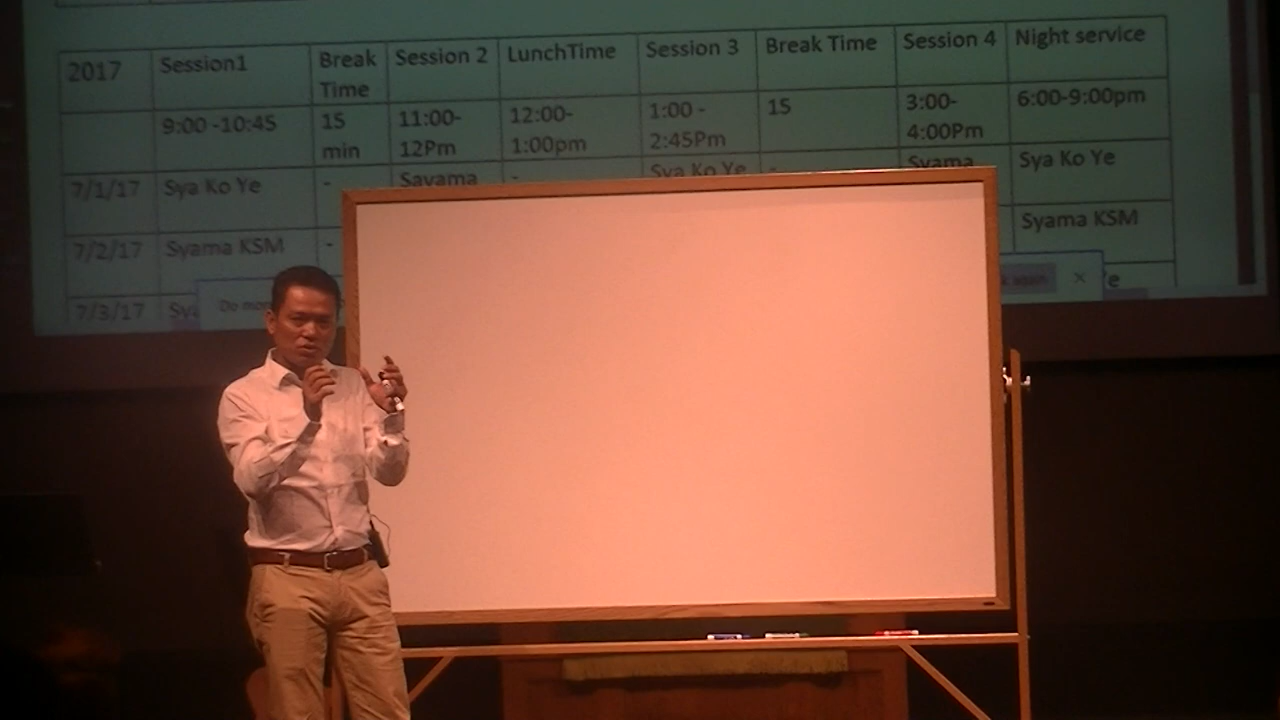 2017 Session1 Break Time Session 2 LunchTime Session 3 Break Time Session 4 Night service
9:00 -10:45 15 min 11:00-12Pm 12:00-1:00pm 1:00 -2:45Pm 15 3:00-4:00Pm 6:00-9:00pm
7/1/17 Sya Ko Ye - Sayama - Sya Ko Ye - Syama Sya Ko Ye
7/2/17 Syama KSM - Syama KSM
7/3/17